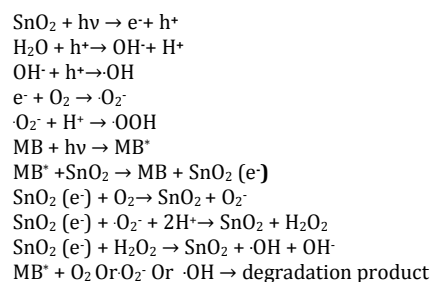 SnO₂ + hν → e⁻+ h⁺
H₂O + h⁺→ OH⁻+ H⁺
OH⁻ + h⁺→·OH
e⁻ + O₂ → ·O₂⁻
·O₂⁻ + H⁺ → ·OOH
MB + hν → MB*
MB* +SnO₂ → MB + SnO₂ (e⁻)
SnO₂ (e⁻) + O₂→ SnO₂ + O₂⁻
SnO₂ (e⁻) + ·O₂⁻ + 2H⁺→ SnO₂ + H₂O₂
SnO₂ (e⁻) + H₂O₂ → SnO₂ + ·OH + OH⁻
MB* + O₂ Or·O₂⁻ Or ·OH → degradation product